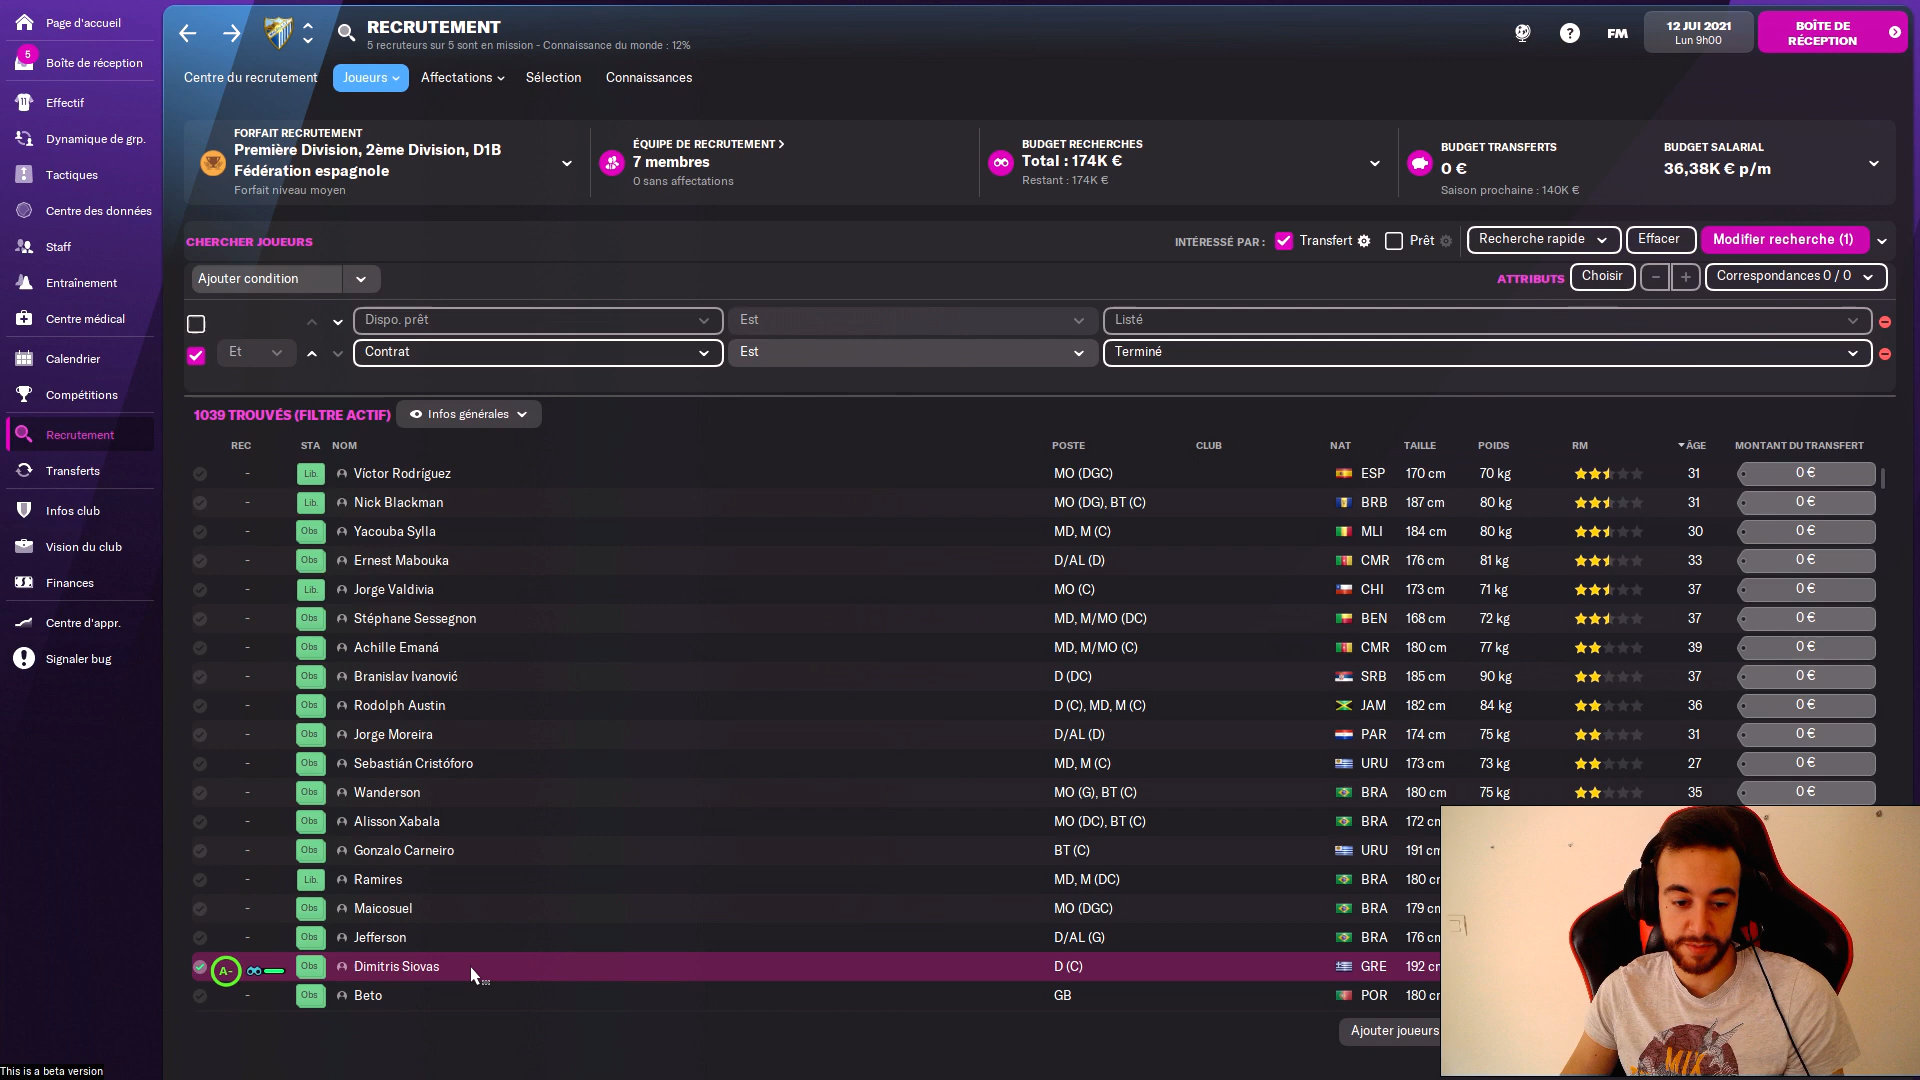 Page d'accueil
5
Boîte de réception
Effectif
Dynamique de grp.
Tactiques
Centre des données
Staff
Entraînement
Centre médical
Calendrier
Compétitions
Recrutement
Transferts
Infos club
Vision du club
Finances
Centre d'appr.
Signaler bug
This is a beta version
RECRUTEMENT
5 recruteurs sur 5 sont en mission - Connaissance du monde : 12%
FM
12 JUI 2021
Lun 9h00
BOÎTE DE RÉCEPTION
Centre du recrutement Joueurs Affectations Sélection Connaissances
FORFAIT RECRUTEMENT
Première Division, 2ème Division, D1B
Fédération espagnole
Forfait niveau moyen
ÉQUIPE DE RECRUTEMENT
7 membres
0 sans affectations
BUDGET RECHERCHES
Total : 174K €
Restant : 174K €
BUDGET TRANSFERTS
0 €
Saison prochaine : 140K €
BUDGET SALARIAL
36,38K € p/m
CHERCHER JOUEURS
INTÉRESSÉ PAR : Transfert Prêt Recherche rapide Effacer Modifier recherche (1)
Ajouter condition
ATTRIBUTS Choisir - + Correspondances 0 / 0
Dispo. prêt Est Listé
Et Contrat Est Terminé
1039 TROUVÉS (FILTRE ACTIF) Infos générales
REC STA NOM POSTE CLUB NAT TAILLE POIDS RM ÂGE MONTANT DU TRANSFERT
- Lib. Víctor Rodríguez MO (DGC) ESP 170 cm 70 kg 31 0 €
- Lib. Nick Blackman MO (DG), BT (C) BRB 187 cm 80 kg 31 0 €
- Obs Yacouba Sylla MD, M (C) MLI 184 cm 80 kg 30 0 €
- Obs Ernest Mabouka D/AL (D) CMR 176 cm 81 kg 33 0 €
- Lib. Jorge Valdivia MO (C) CHI 173 cm 71 kg 37 0 €
- Obs Stéphane Sessegnon MD, M/MO (DC) BEN 168 cm 72 kg 37 0 €
- Obs Achille Emaná MD, M/MO (C) CMR 180 cm 77 kg 39 0 €
- Obs Branislav Ivanović D (DC) SRB 185 cm 90 kg 37 0 €
- Obs Rodolph Austin D (C), MD, M (C) JAM 182 cm 84 kg 36 0 €
- Obs Jorge Moreira D/AL (D) PAR 174 cm 75 kg 31 0 €
- Obs Sebastián Cristóforo MD, M (C) URU 173 cm 73 kg 27 0 €
- Obs Wanderson MO (G), BT (C) BRA 180 cm 75 kg 35 0 €
- Obs Alisson Xabala MO (DC), BT (C) BRA 172 cm
- Obs Gonzalo Carneiro BT (C) URU 191 cm
- Lib. Ramires MD, M (DC) BRA 180 cm
- Obs Maicosuel MO (DGC) BRA 179 cm
- Obs Jefferson D/AL (G) BRA 176 cm
A- Obs Dimitris Siovas D (C) GRE 192 cm
- Obs Beto GB POR 180 cm
Ajouter joueurs
MIX